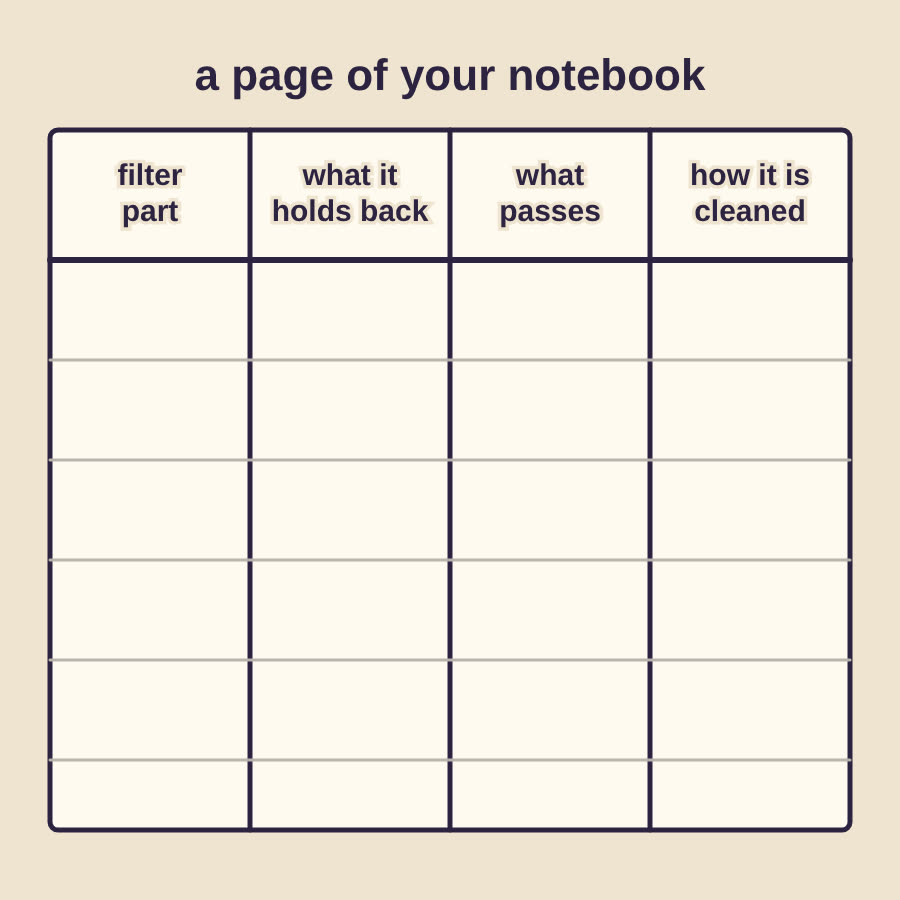 a page of your notebook
filter
part
what it
holds back
what
passes
how it is
cleaned